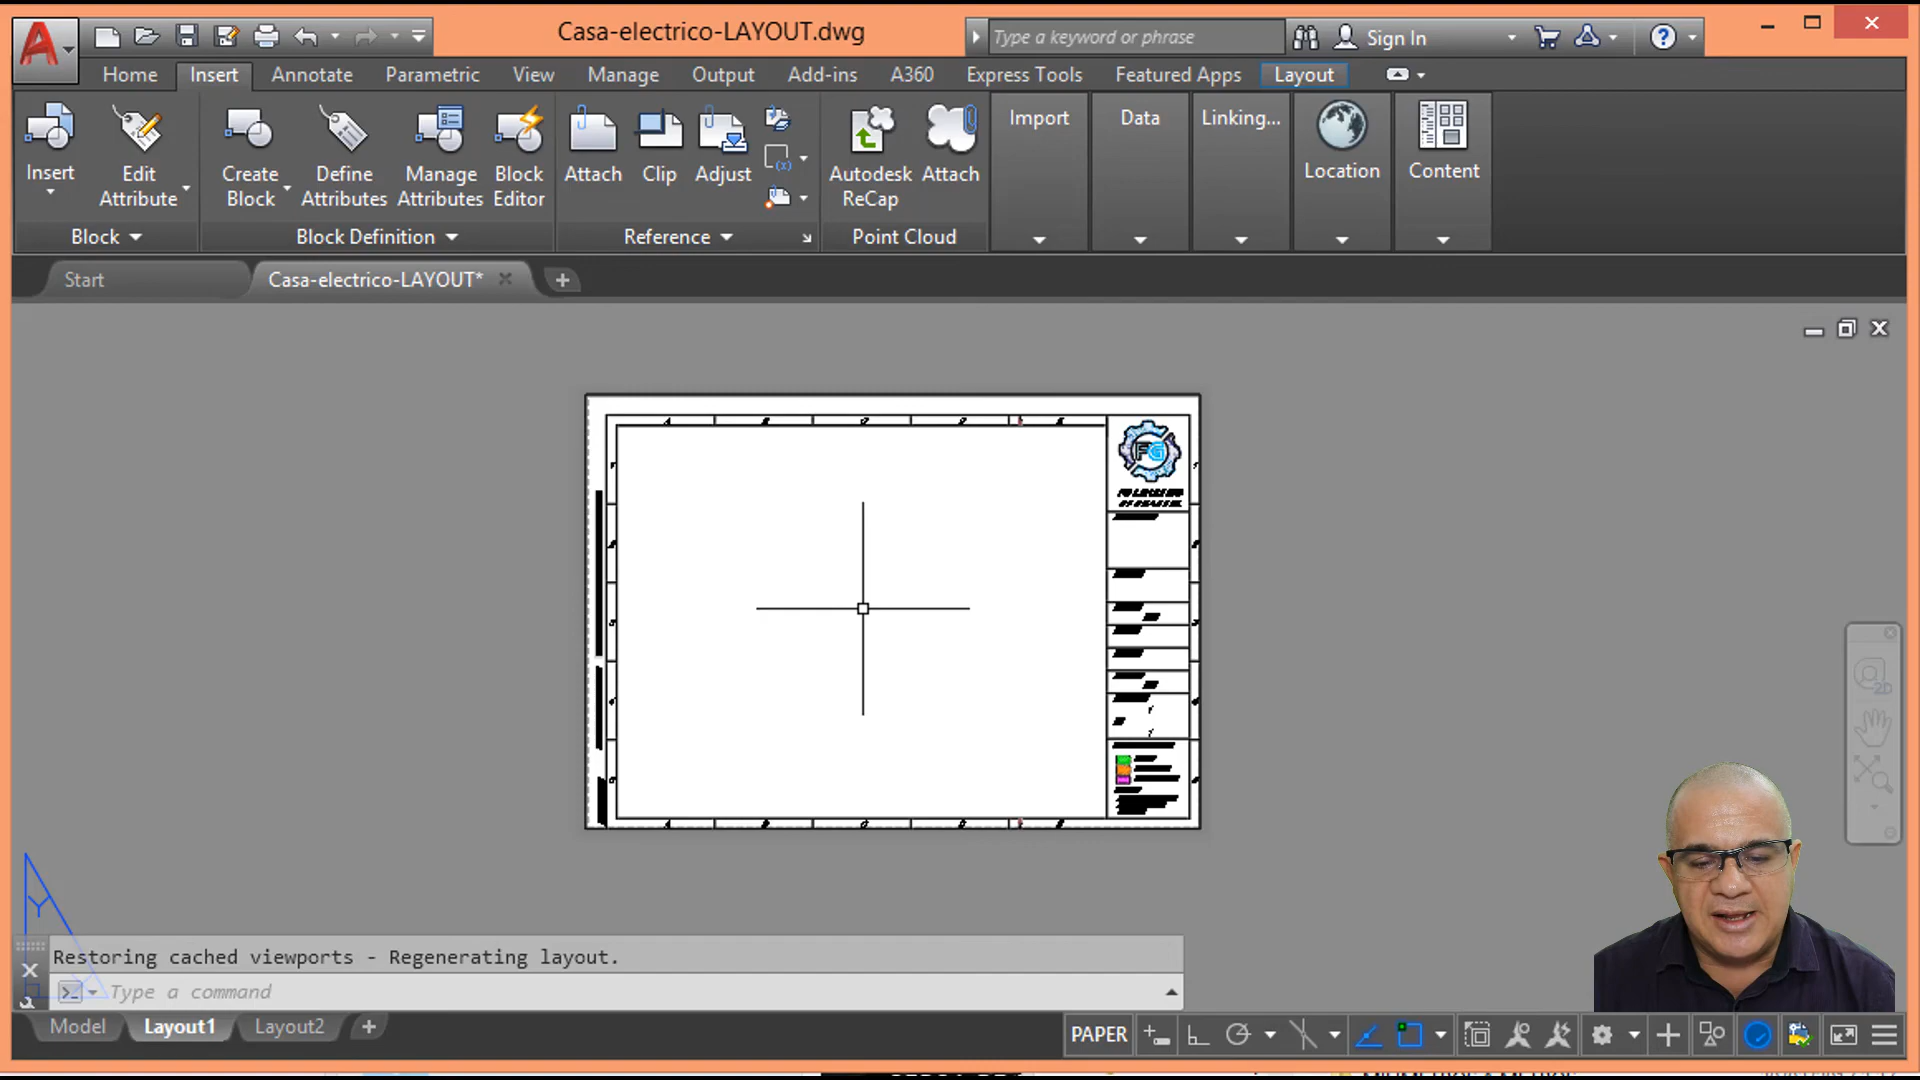 Casa-electrico-LAYOUT.dwg
Type a keyword or phrase
Sign In
Home Insert Annotate Parametric View Manage Output Add-ins A360 Express Tools Featured Apps Layout
Insert
Edit Attribute
Create Block
Define Attributes
Manage Attributes
Block Editor
Attach
Clip
Adjust
Autodesk ReCap
Attach
Import
Data
Linking...
Location
Content
Block
Block Definition
Reference
Point Cloud
Start
Casa-electrico-LAYOUT*
FG
2D
Y
Restoring cached viewports - Regenerating layout.
Type a command
Model Layout1 Layout2
PAPER